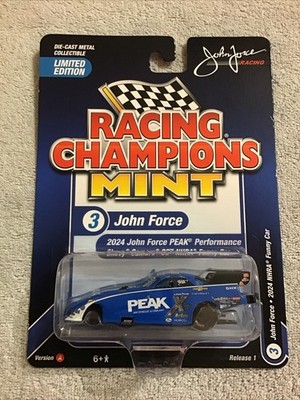 DIE-CAST METAL
COLLECTIBLE
LIMITED
EDITION
John Force
RACING
RACING
CHAMPIONS
MINT
3 John Force
2024 John Force PEAK® Performance
PEAK
3 John Force • 2024 NHRA® Funny Car
Version A
6+
Release 1